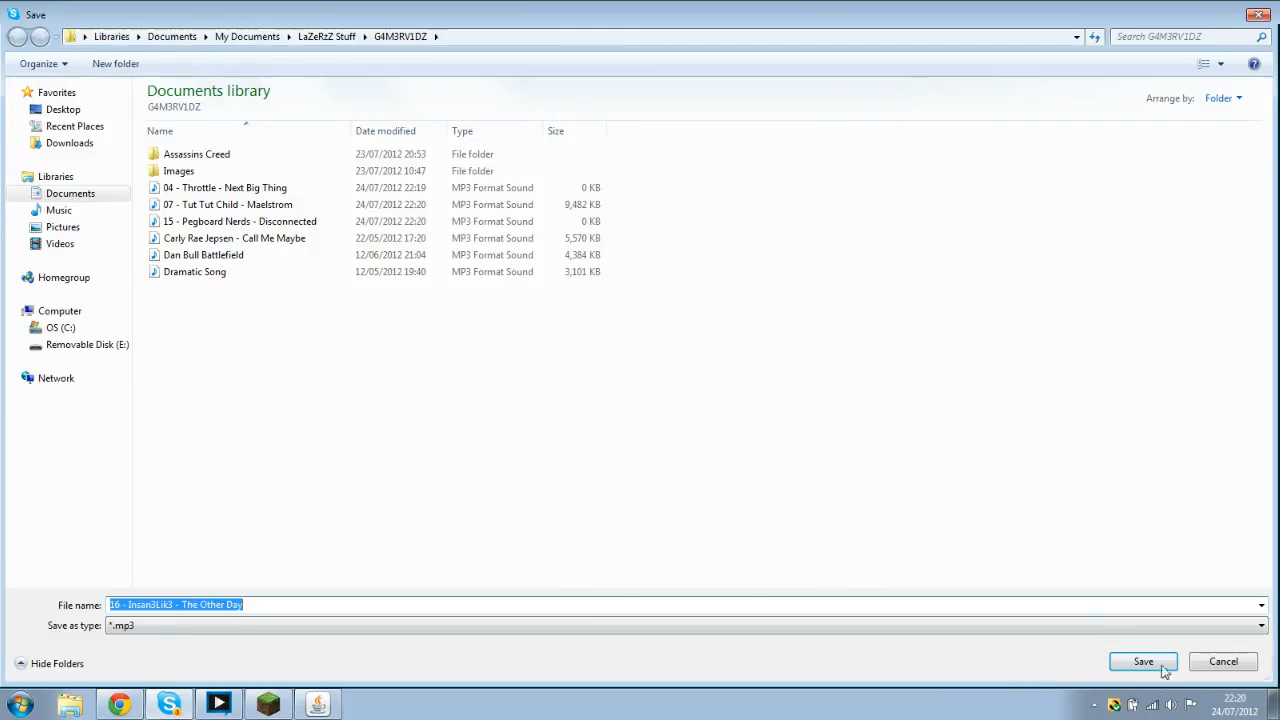 Save
Libraries Documents My Documents LaZeRzZ Stuff G4M3RV1DZ Search G4M3RV1DZ
Organize New folder
Documents library
G4M3RV1DZ
Arrange by: Folder
Name Date modified Type Size
Favorites
Desktop
Recent Places
Downloads
Libraries
Documents
Music
Pictures
Videos
Homegroup
Computer
OS (C:)
Removable Disk (E:)
Network
Assassins Creed 23/07/2012 20:53 File folder
Images 23/07/2012 10:47 File folder
04 - Throttle - Next Big Thing 24/07/2012 22:19 MP3 Format Sound 0 KB
07 - Tut Tut Child - Maelstrom 24/07/2012 22:20 MP3 Format Sound 9,482 KB
15 - Pegboard Nerds - Disconnected 24/07/2012 22:20 MP3 Format Sound 0 KB
Carly Rae Jepsen - Call Me Maybe 22/05/2012 17:20 MP3 Format Sound 5,570 KB
Dan Bull Battlefield 12/06/2012 21:04 MP3 Format Sound 4,384 KB
Dramatic Song 12/05/2012 19:40 MP3 Format Sound 3,101 KB
File name: 16 - Insan3Lik3 - The Other Day
Save as type: *.mp3
Hide Folders Save Cancel
22:20
24/07/2012